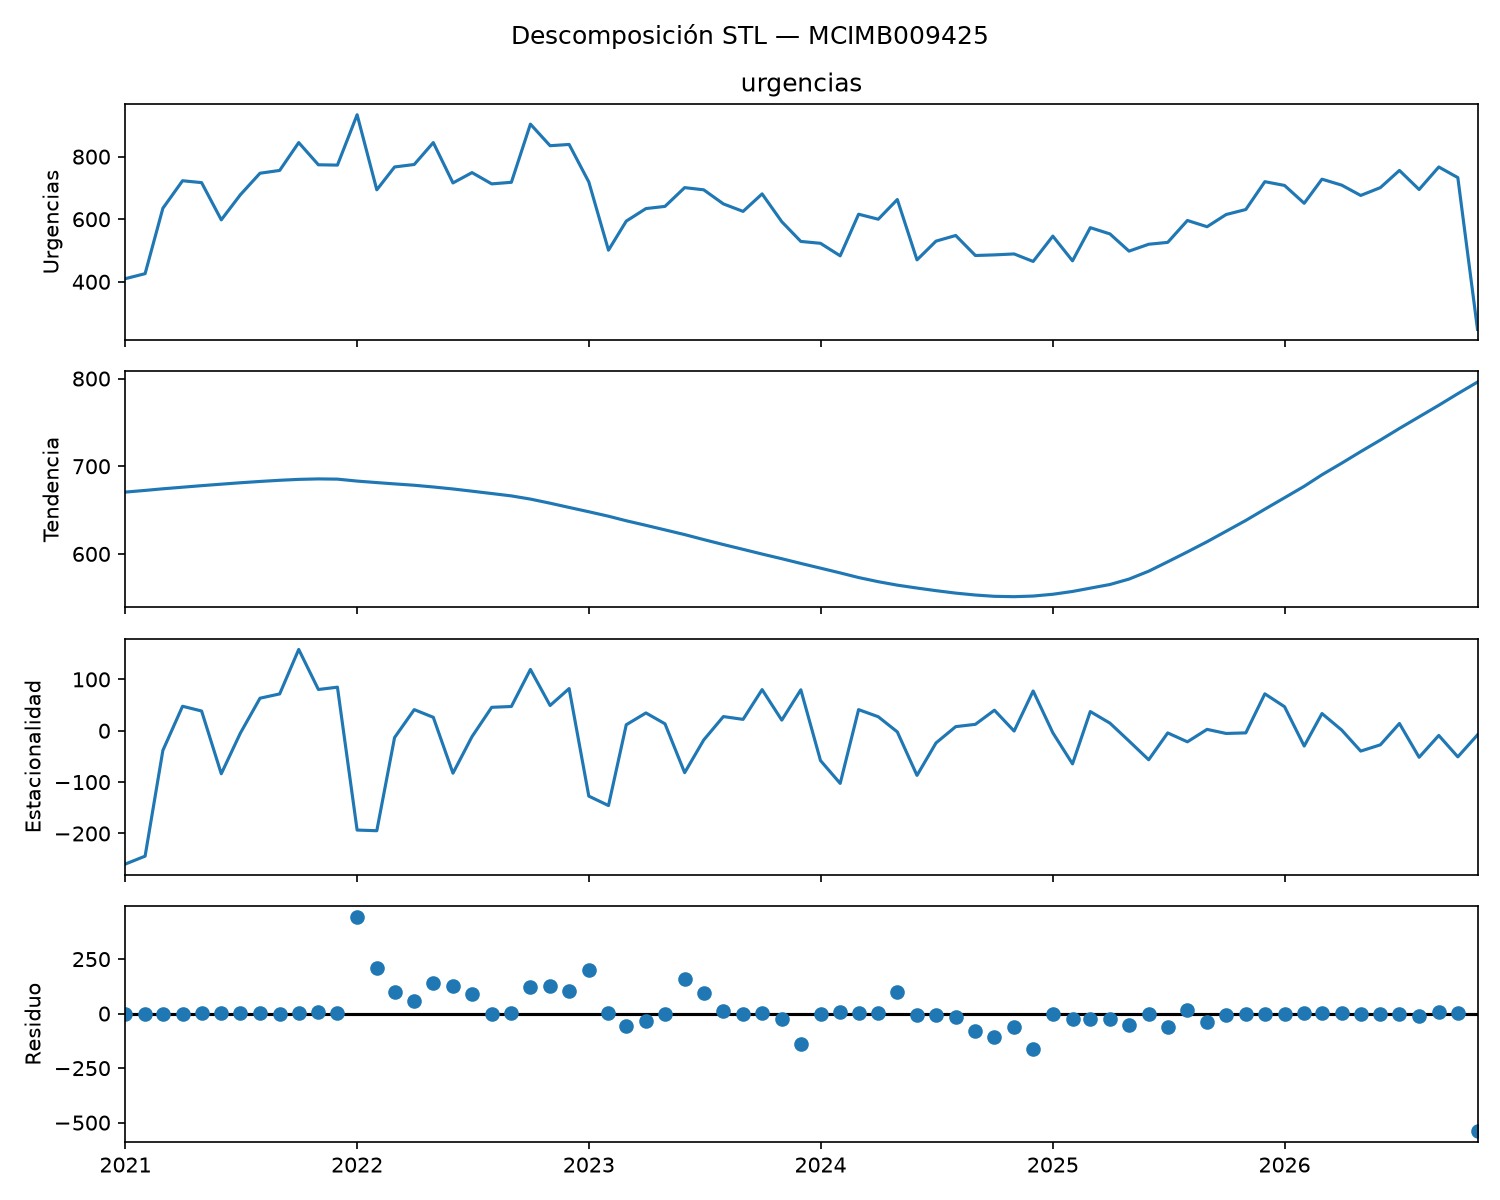 Descomposición STL — MCIMB009425
urgencias
Urgencias
800
600
400
Tendencia
800
700
600
Estacionalidad
100
0
−100
−200
Residuo
250
0
−250
−500
2021 2022 2023 2024 2025 2026